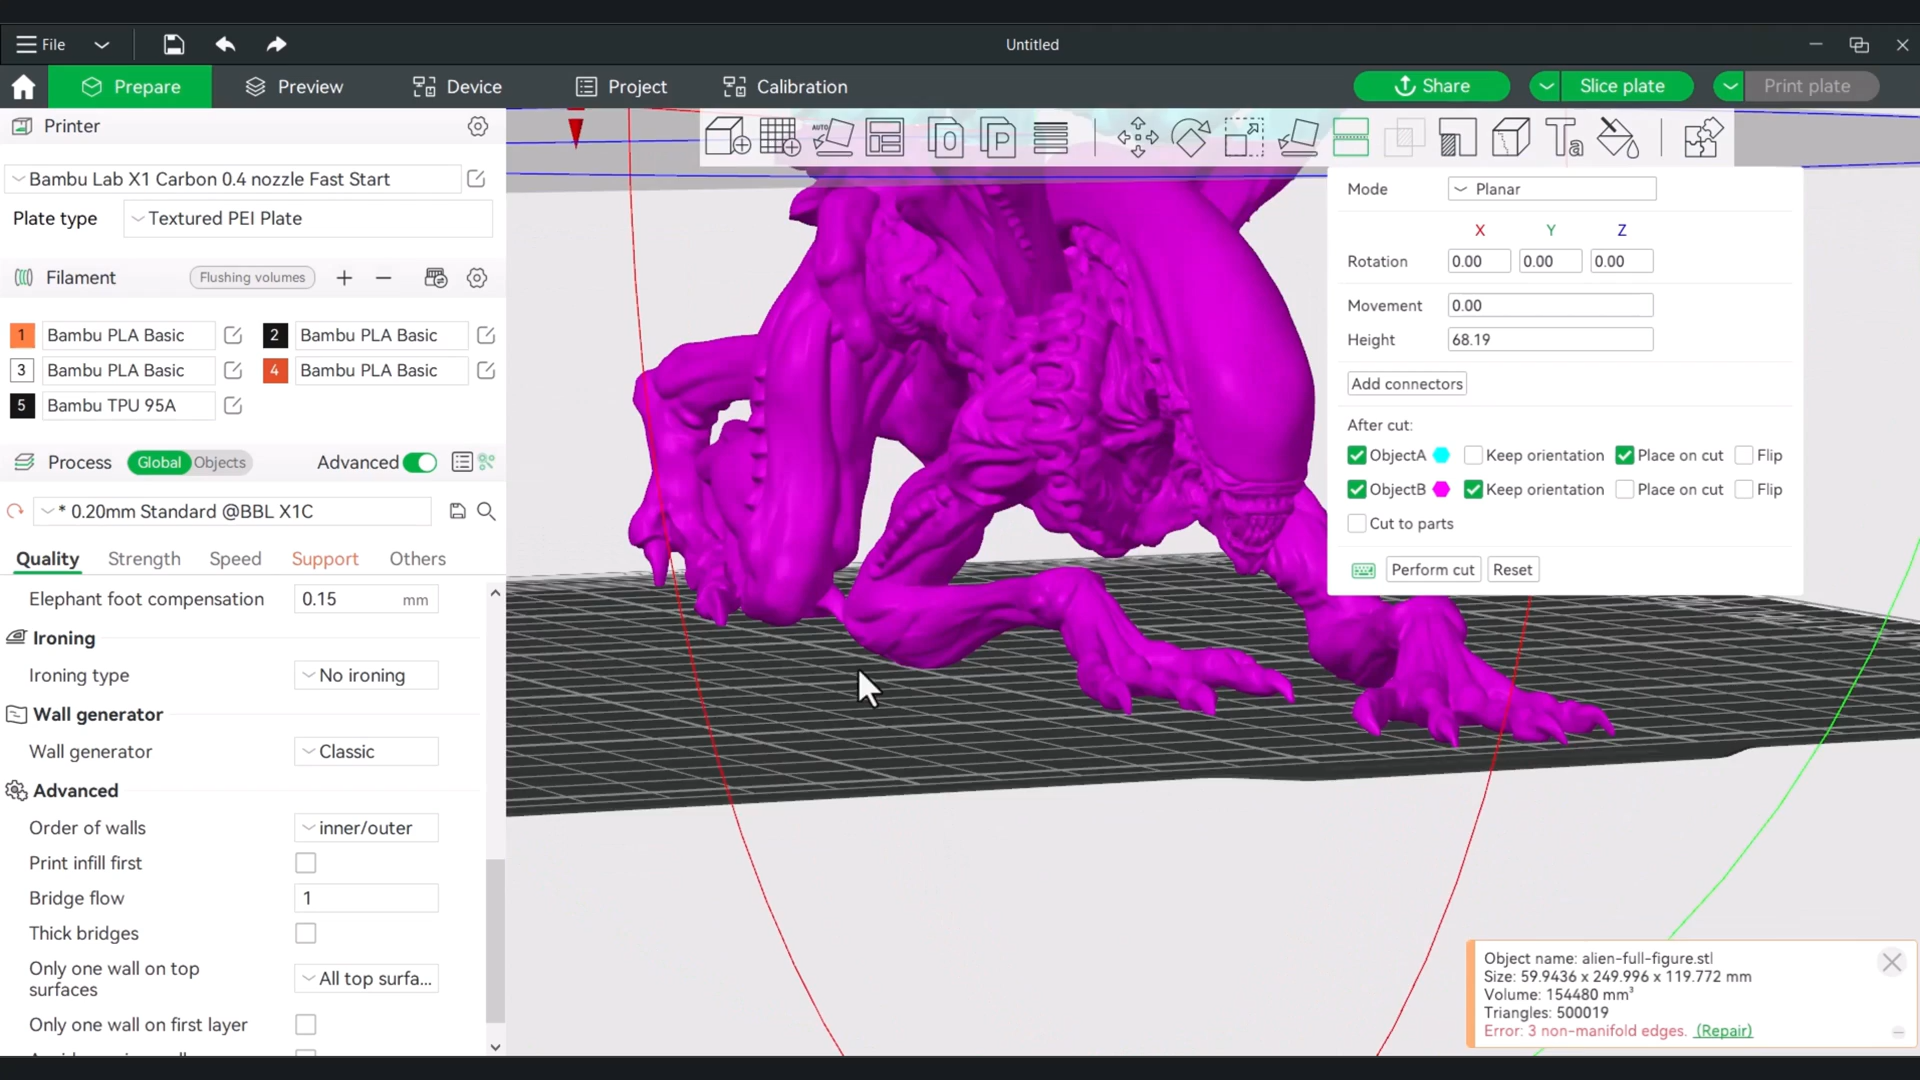 File
Untitled
Prepare
Preview
Device
Project
Calibration
Share
Slice plate
Print plate
Printer
Bambu Lab X1 Carbon 0.4 nozzle Fast Start
Plate type
Textured PEI Plate
Filament
Flushing volumes
1 Bambu PLA Basic
2 Bambu PLA Basic
3 Bambu PLA Basic
4 Bambu PLA Basic
5 Bambu TPU 95A
Process
Global
Objects
Advanced
* 0.20mm Standard @BBL X1C
Quality
Strength
Speed
Support
Others
Elephant foot compensation
0.15 mm
Ironing
Ironing type
No ironing
Wall generator
Wall generator
Classic
Advanced
Order of walls
inner/outer
Print infill first
Bridge flow
1
Thick bridges
Only one wall on top
surfaces
All top surfa...
Only one wall on first layer
AUTO
0
P
Ta
Mode
Planar
X Y Z
Rotation
0.00 0.00 0.00
Movement
0.00
Height
68.19
Add connectors
After cut:
ObjectA
Keep orientation
Place on cut
Flip
ObjectB
Keep orientation
Place on cut
Flip
Cut to parts
Perform cut
Reset
Object name: alien-full-figure.stl
Size: 59.9436 x 249.996 x 119.772 mm
Volume: 154480 mm³
Triangles: 500019
Error: 3 non-manifold edges. (Repair)